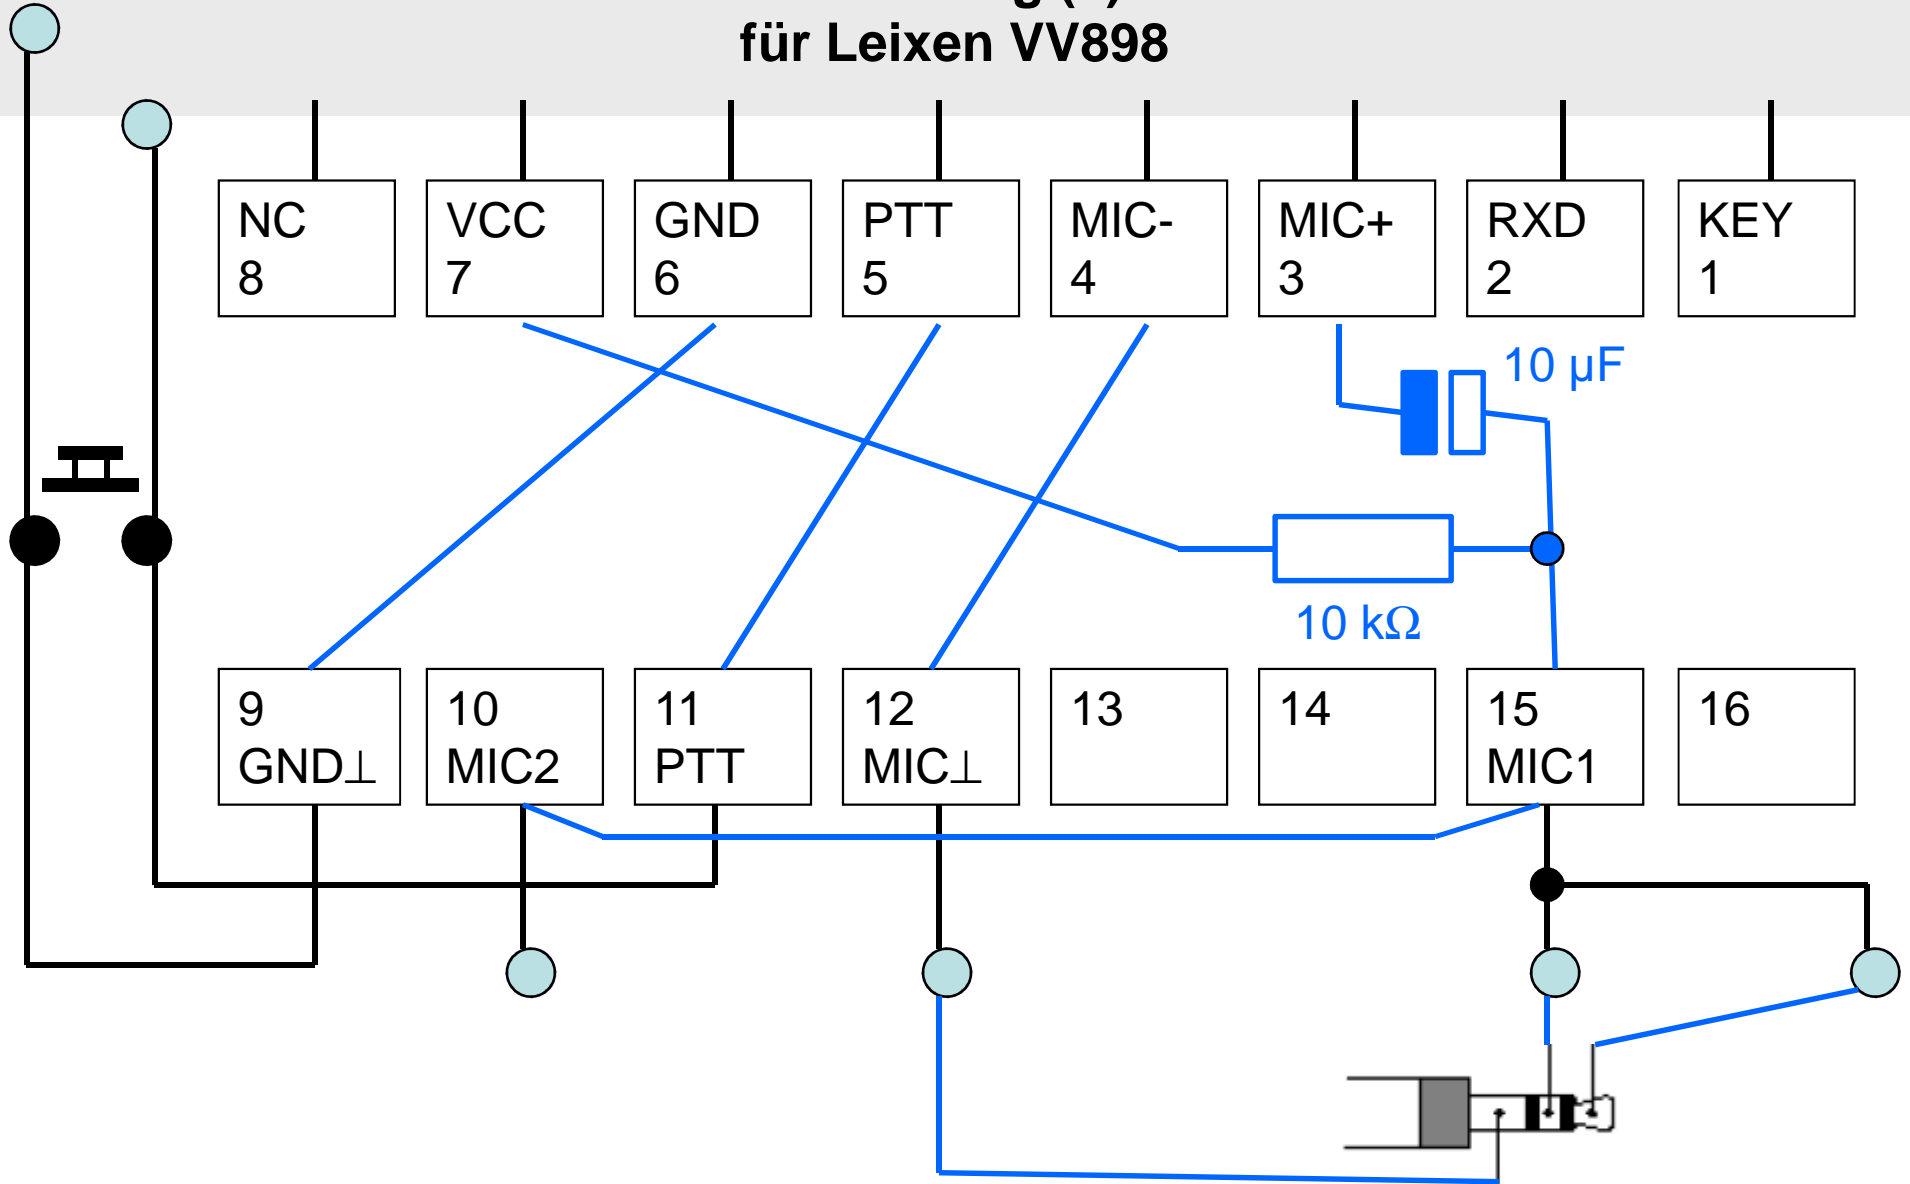 für Leixen VV898
NC
8
VCC
7
GND
6
PTT
5
MIC-
4
MIC+
3
RXD
2
KEY
1
10 µF
10 kΩ
9
GND⊥
10
MIC2
11
PTT
12
MIC⊥
13
14
15
MIC1
16